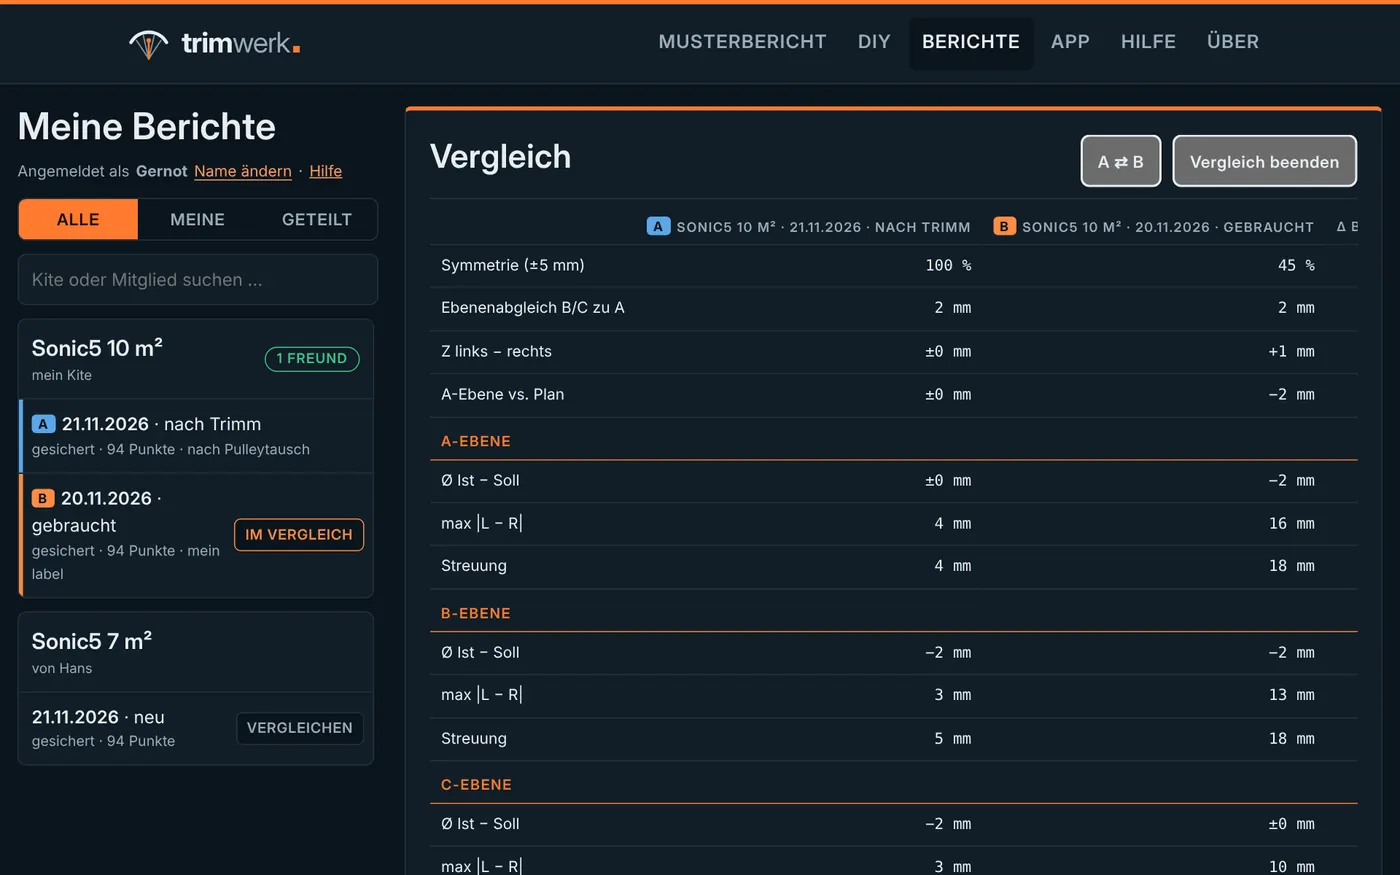 trimwerk.
MUSTERBERICHT DIY BERICHTE APP HILFE ÜBER
Meine Berichte
Angemeldet als Gernot Name ändern · Hilfe
ALLE MEINE GETEILT
Kite oder Mitglied suchen ...
Sonic5 10 m²
mein Kite
1 FREUND
A 21.11.2026 · nach Trimm
gesichert · 94 Punkte · nach Pulleytausch
B 20.11.2026 ·
gebraucht
gesichert · 94 Punkte · mein
label
IM VERGLEICH
Sonic5 7 m²
von Hans
21.11.2026 · neu
gesichert · 94 Punkte
VERGLEICHEN
Vergleich
A ⇄ B Vergleich beenden
A SONIC5 10 M² · 21.11.2026 · NACH TRIMM B SONIC5 10 M² · 20.11.2026 · GEBRAUCHT Δ B
Symmetrie (±5 mm) 100 % 45 %
Ebenenabgleich B/C zu A 2 mm 2 mm
Z links – rechts ±0 mm +1 mm
A-Ebene vs. Plan ±0 mm −2 mm
A-EBENE
Ø Ist – Soll ±0 mm −2 mm
max |L – R| 4 mm 16 mm
Streuung 4 mm 18 mm
B-EBENE
Ø Ist – Soll −2 mm −2 mm
max |L – R| 3 mm 13 mm
Streuung 5 mm 18 mm
C-EBENE
Ø Ist – Soll −2 mm ±0 mm
max |L – R| 3 mm 10 mm